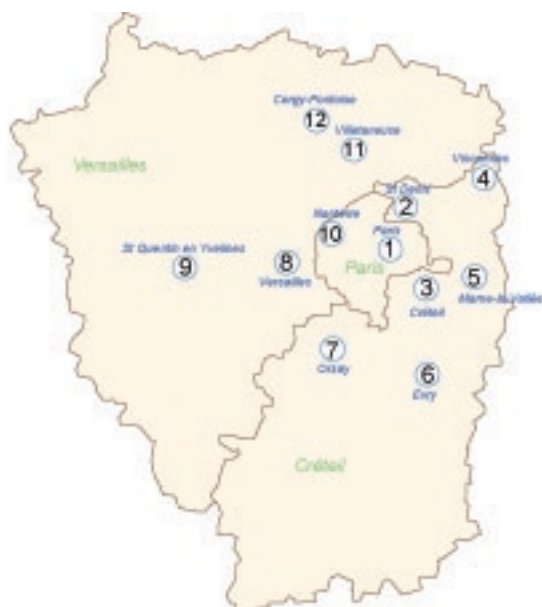 Cergy-Pontoise
12
Villetaneuse
11
Versailles
Vincennes
4
St Denis
2
Nanterre
10
Paris
1
St Quentin en Yvelines
9
8
Versailles
Paris
3
Créteil
5
Marne-la-Vallée
7
Orsay
6
Evry
Créteil